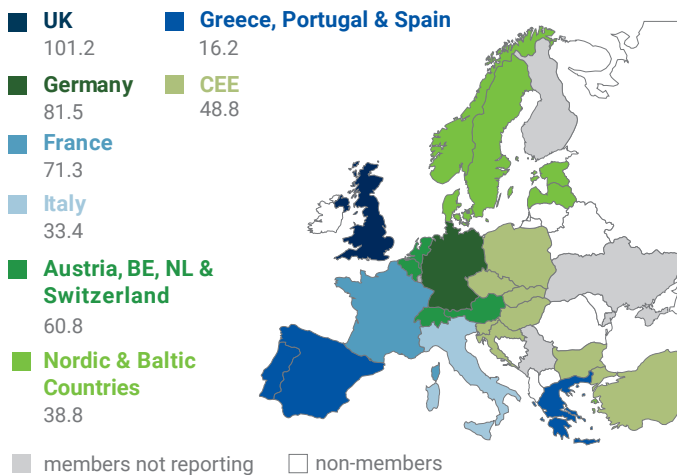 UK
101.2
Greece, Portugal & Spain
16.2
Germany
81.5
CEE
48.8
France
71.3
Italy
33.4
Austria, BE, NL &
Switzerland
60.8
Nordic & Baltic
Countries
38.8
members not reporting
non-members